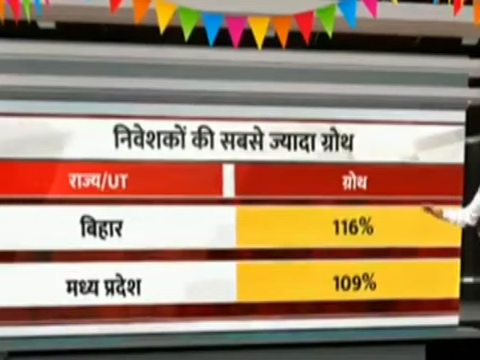 निवेशकों की सबसे ज्यादा ग्रोथ
राज्य/UT ग्रोथ
बिहार 116%
मध्य प्रदेश 109%